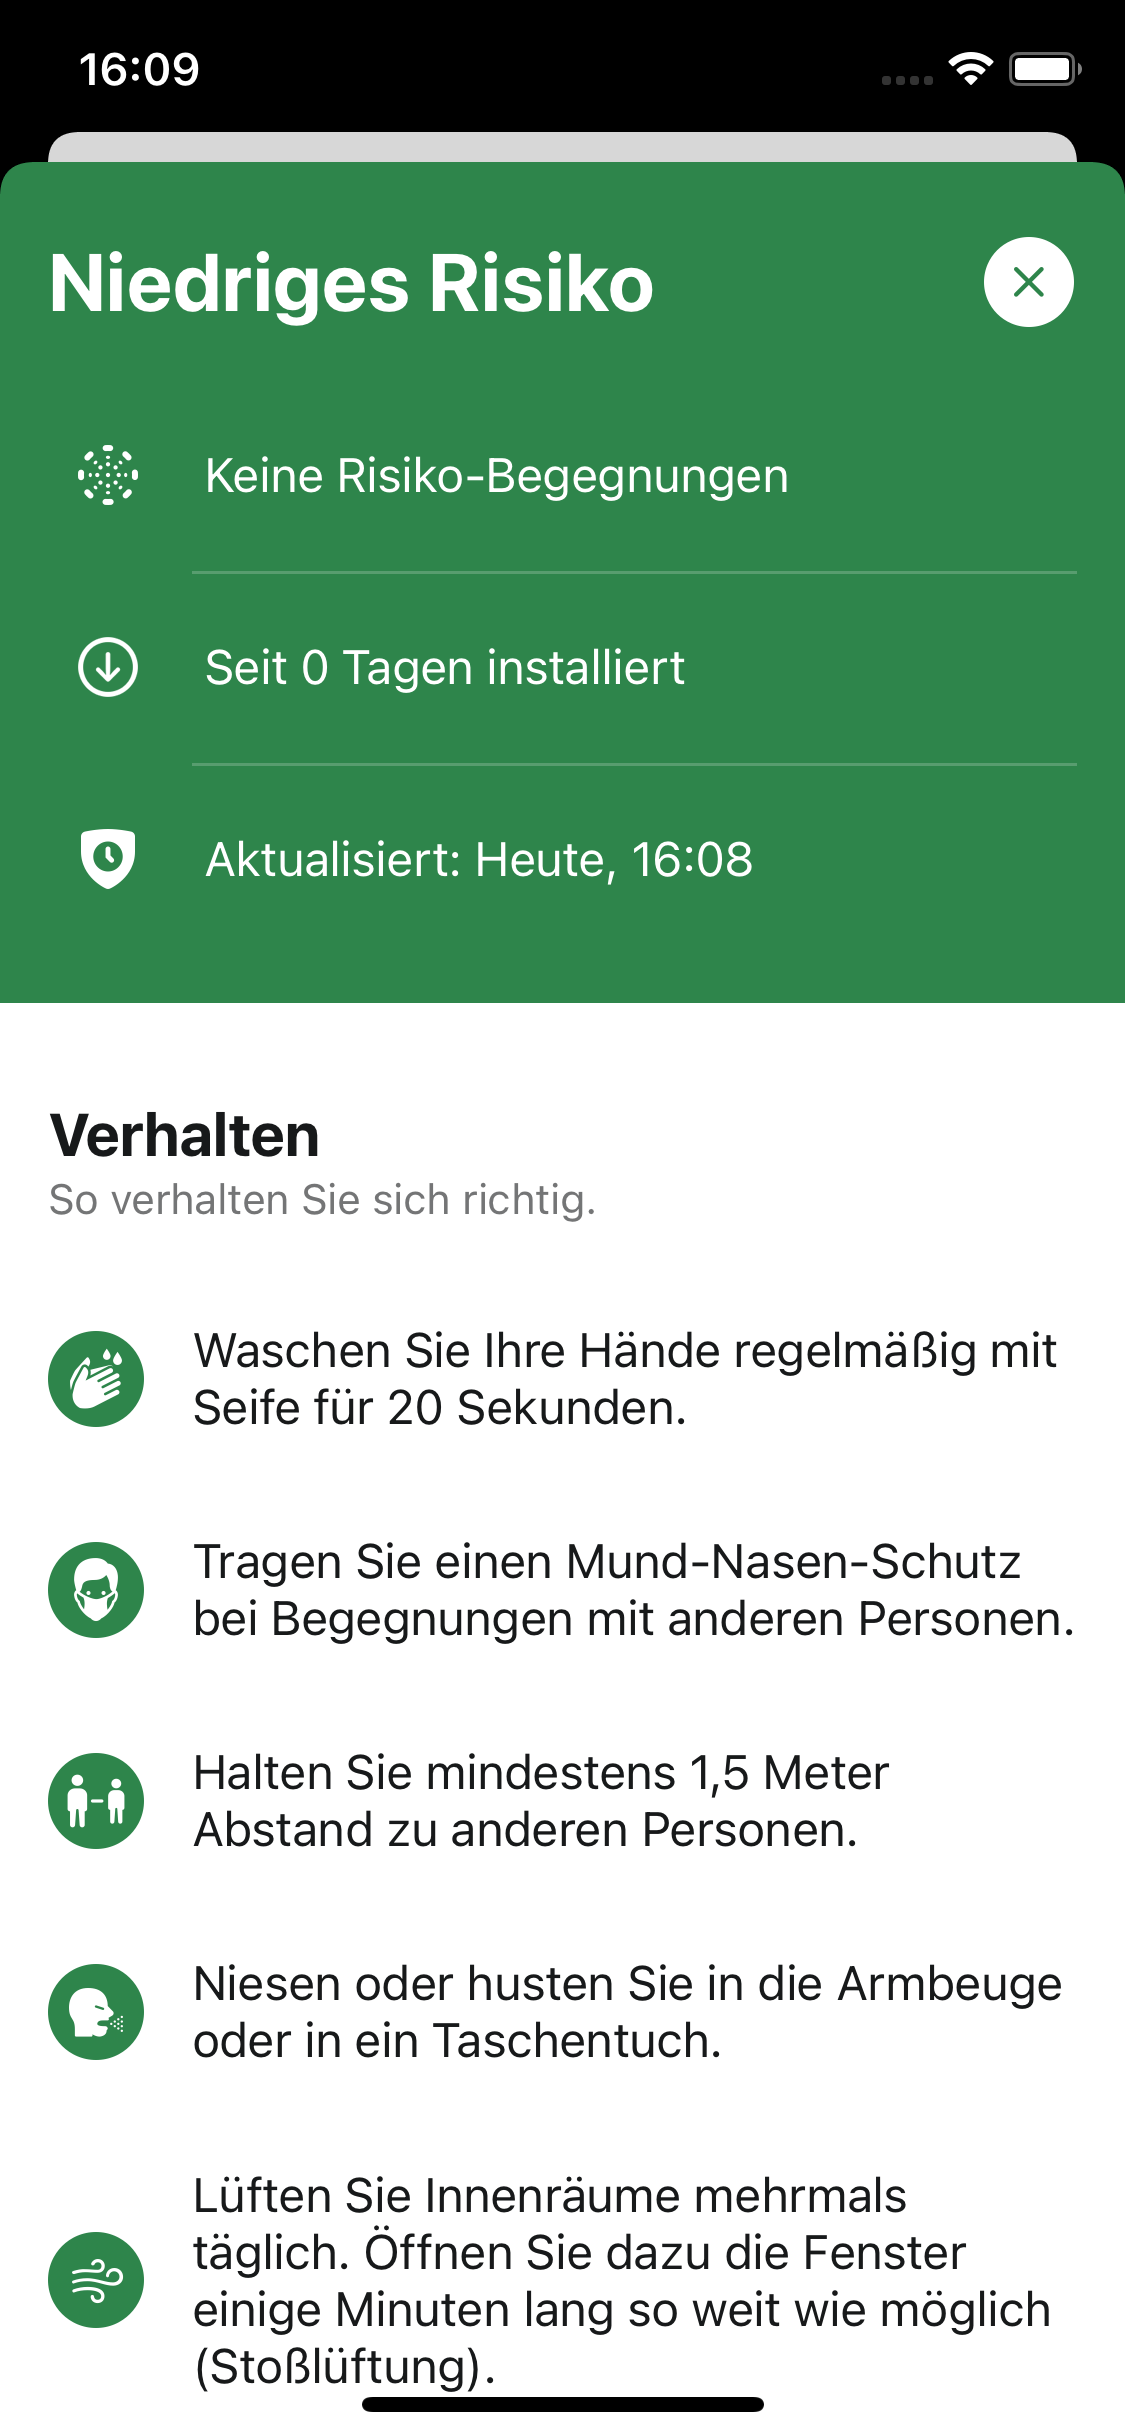 16:09
Niedriges Risiko
Keine Risiko-Begegnungen
Seit 0 Tagen installiert
Aktualisiert: Heute, 16:08
Verhalten
So verhalten Sie sich richtig.
Waschen Sie Ihre Hände regelmäßig mit
Seife für 20 Sekunden.
Tragen Sie einen Mund-Nasen-Schutz
bei Begegnungen mit anderen Personen.
Halten Sie mindestens 1,5 Meter
Abstand zu anderen Personen.
Niesen oder husten Sie in die Armbeuge
oder in ein Taschentuch.
Lüften Sie Innenräume mehrmals
täglich. Öffnen Sie dazu die Fenster
einige Minuten lang so weit wie möglich
(Stoßlüftung).